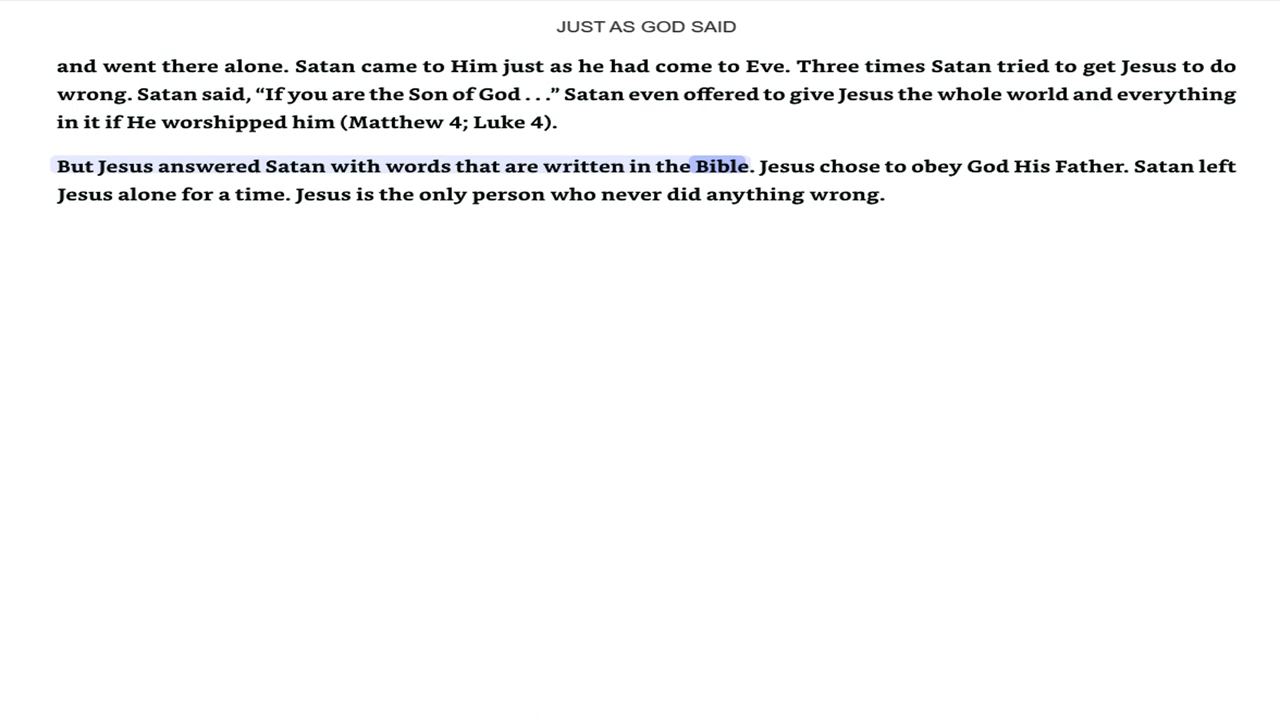 JUST AS GOD SAID
and went there alone. Satan came to Him just as he had come to Eve. Three times Satan tried to get Jesus to do
wrong. Satan said, “If you are the Son of God . . .” Satan even offered to give Jesus the whole world and everything
in it if He worshipped him (Matthew 4; Luke 4).
But Jesus answered Satan with words that are written in the Bible. Jesus chose to obey God His Father. Satan left
Jesus alone for a time. Jesus is the only person who never did anything wrong.